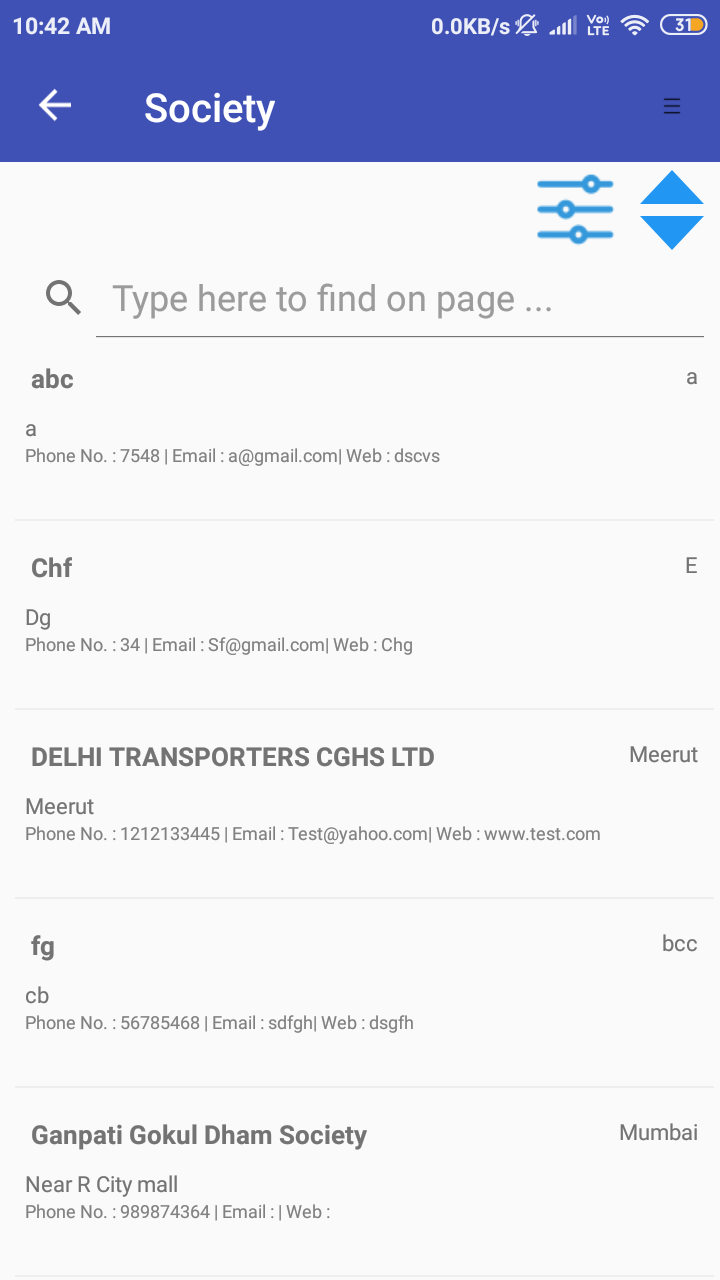 10:42 AM 0.0KB/s Vo) LTE 31
Society
Type here to find on page ...
abc a
a
Phone No. : 7548 | Email : a@gmail.com| Web : dscvs
Chf E
Dg
Phone No. : 34 | Email : Sf@gmail.com| Web : Chg
DELHI TRANSPORTERS CGHS LTD Meerut
Meerut
Phone No. : 1212133445 | Email : Test@yahoo.com| Web : www.test.com
fg bcc
cb
Phone No. : 56785468 | Email : sdfgh| Web : dsgfh
Ganpati Gokul Dham Society Mumbai
Near R City mall
Phone No. : 989874364 | Email : | Web :